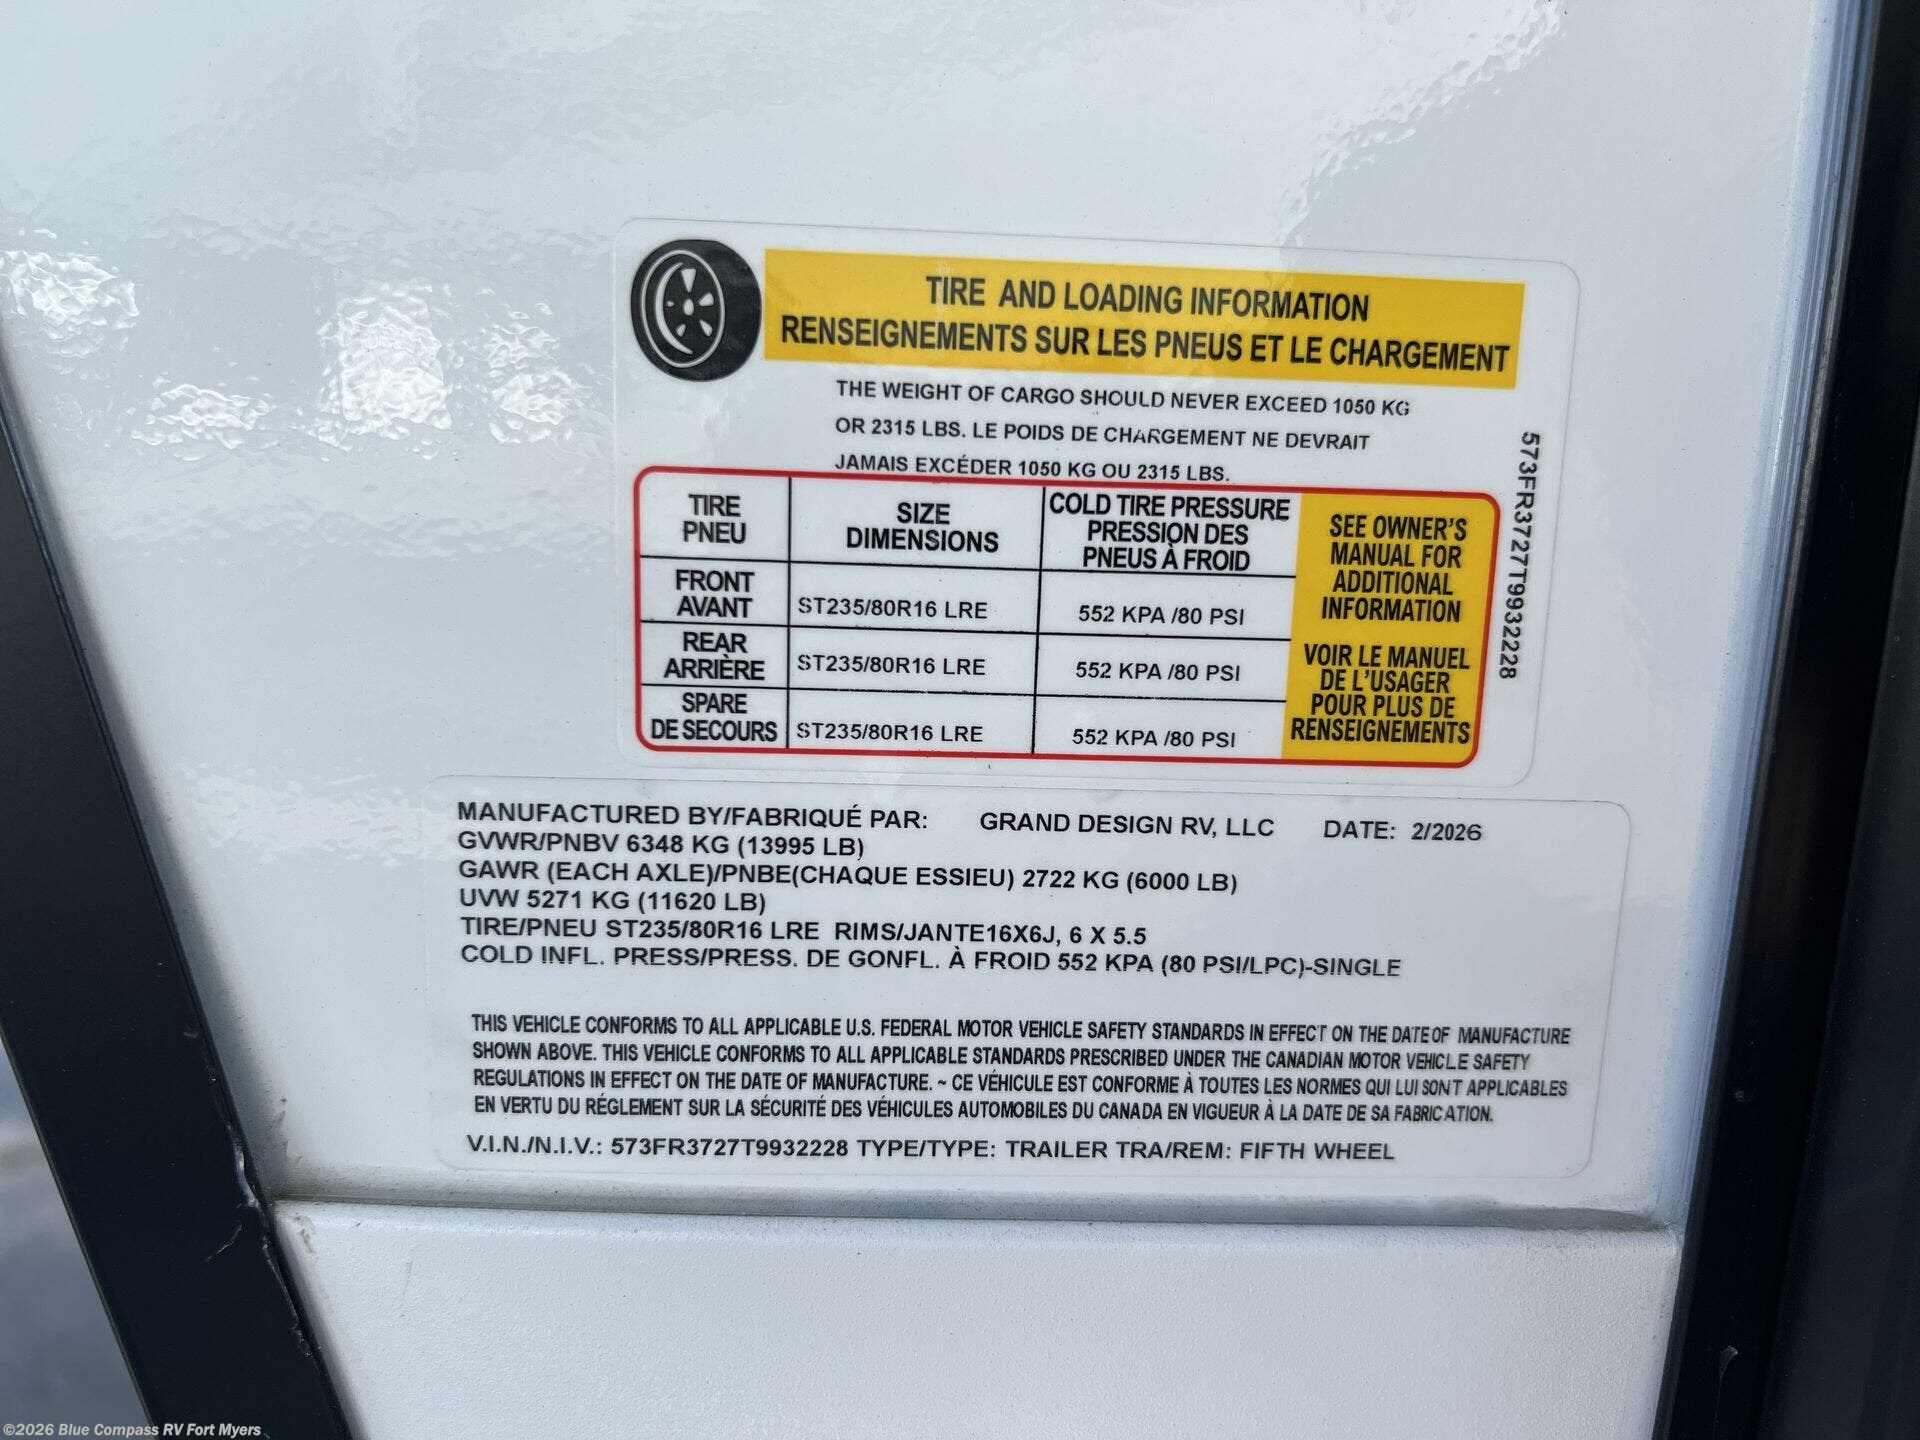 TIRE AND LOADING INFORMATION
RENSEIGNEMENTS SUR LES PNEUS ET LE CHARGEMENT
THE WEIGHT OF CARGO SHOULD NEVER EXCEED 1050 KG
OR 2315 LBS. LE POIDS DE CHARGEMENT NE DEVRAIT
JAMAIS EXCÉDER 1050 KG OU 2315 LBS.
TIRE
PNEU
SIZE
DIMENSIONS
COLD TIRE PRESSURE
PRESSION DES
PNEUS À FROID
FRONT
AVANT
ST235/80R16 LRE
552 KPA /80 PSI
REAR
ARRIÈRE
ST235/80R16 LRE
552 KPA /80 PSI
SPARE
DE SECOURS
ST235/80R16 LRE
552 KPA /80 PSI
SEE OWNER'S
MANUAL FOR
ADDITIONAL
INFORMATION
VOIR LE MANUEL
DE L'USAGER
POUR PLUS DE
RENSEIGNEMENTS
573FR3727T9932228
MANUFACTURED BY/FABRIQUÉ PAR: GRAND DESIGN RV, LLC DATE: 2/2026
GVWR/PNBV 6348 KG (13995 LB)
GAWR (EACH AXLE)/PNBE(CHAQUE ESSIEU) 2722 KG (6000 LB)
UVW 5271 KG (11620 LB)
TIRE/PNEU ST235/80R16 LRE RIMS/JANTE16X6J, 6 X 5.5
COLD INFL. PRESS/PRESS. DE GONFL. À FROID 552 KPA (80 PSI/LPC)-SINGLE
THIS VEHICLE CONFORMS TO ALL APPLICABLE U.S. FEDERAL MOTOR VEHICLE SAFETY STANDARDS IN EFFECT ON THE DATE OF MANUFACTURE
SHOWN ABOVE. THIS VEHICLE CONFORMS TO ALL APPLICABLE STANDARDS PRESCRIBED UNDER THE CANADIAN MOTOR VEHICLE SAFETY
REGULATIONS IN EFFECT ON THE DATE OF MANUFACTURE. ~ CE VÉHICULE EST CONFORME À TOUTES LES NORMES QUI LUI SONT APPLICABLES
EN VERTU DU RÉGLEMENT SUR LA SÉCURITÉ DES VÉHICULES AUTOMOBILES DU CANADA EN VIGUEUR À LA DATE DE SA FABRICATION.
V.I.N./N.I.V.: 573FR3727T9932228 TYPE/TYPE: TRAILER TRA/REM: FIFTH WHEEL
©2026 Blue Compass RV Fort Myers